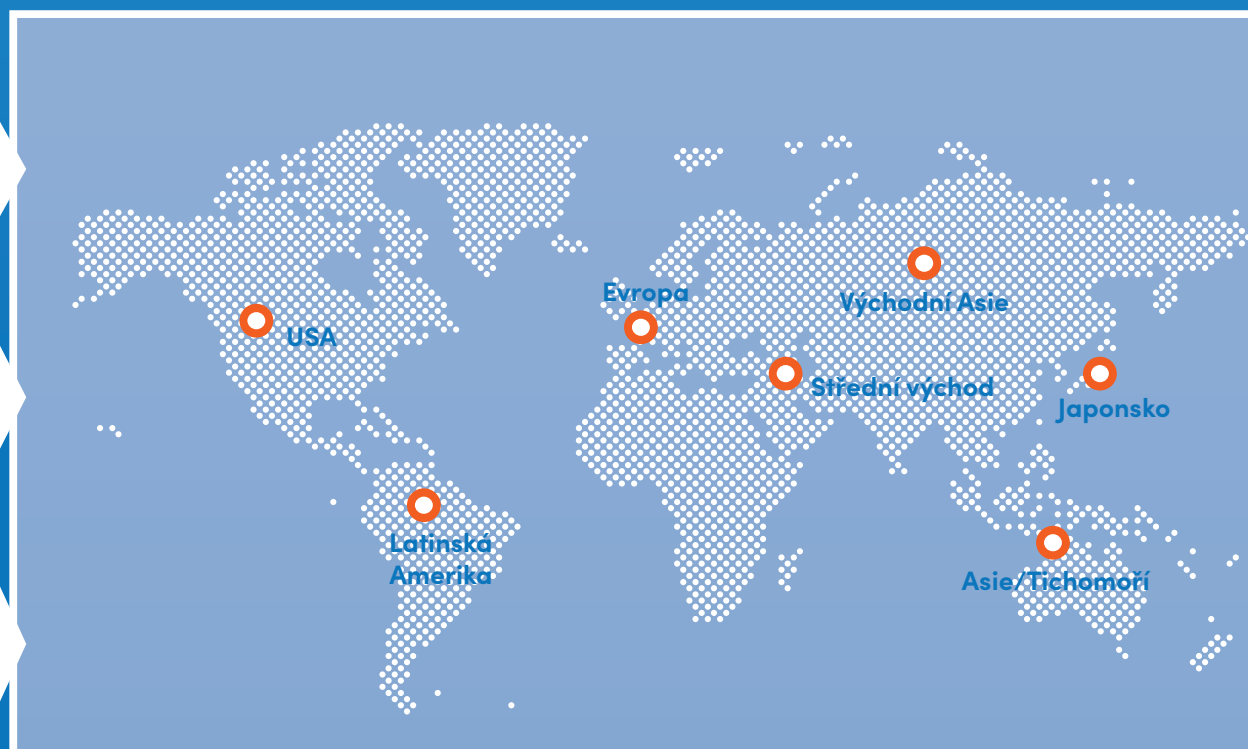 Evropa
Východní Asie
USA
Střední východ
Japonsko
Latinská
Amerika
Asie/Tichomoří